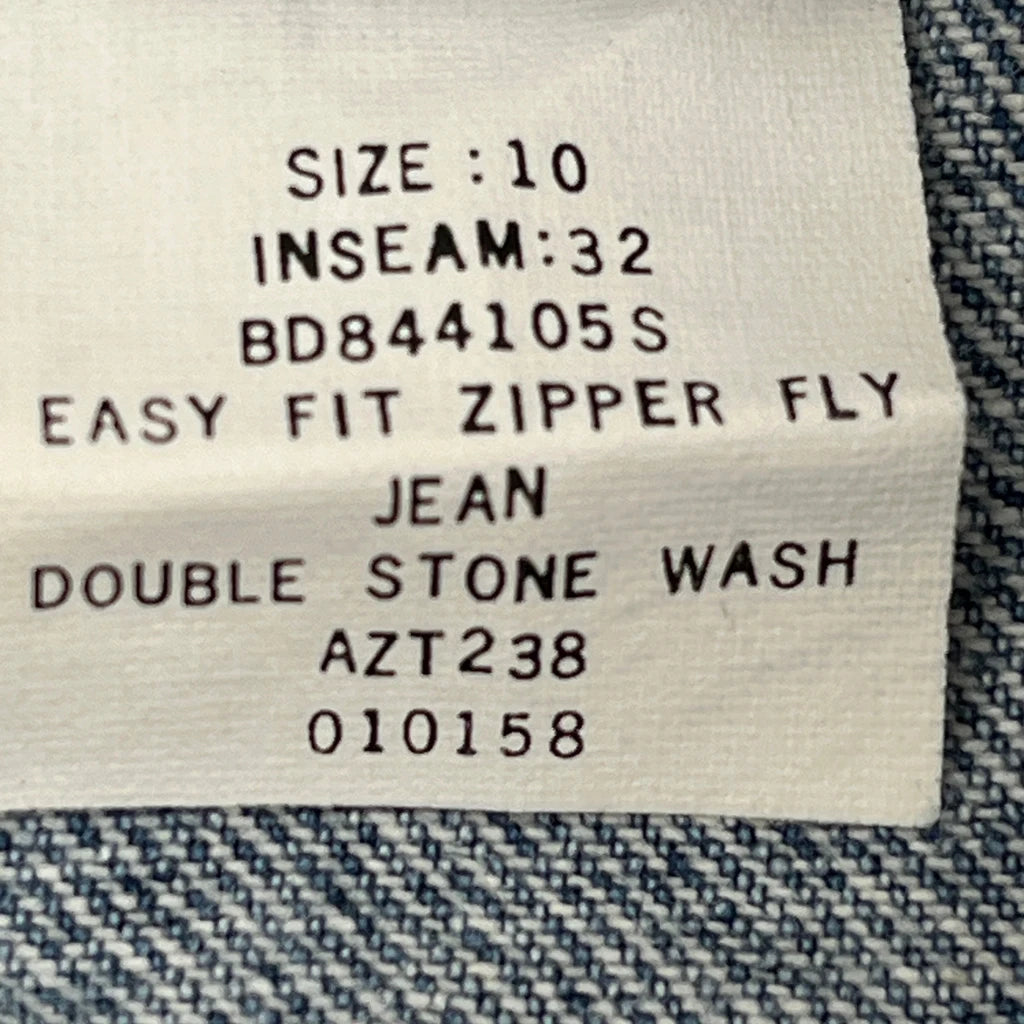 SIZE :10
INSEAM:32
BD844105S
EASY FIT ZIPPER FLY
JEAN
DOUBLE STONE WASH
AZT238
010158